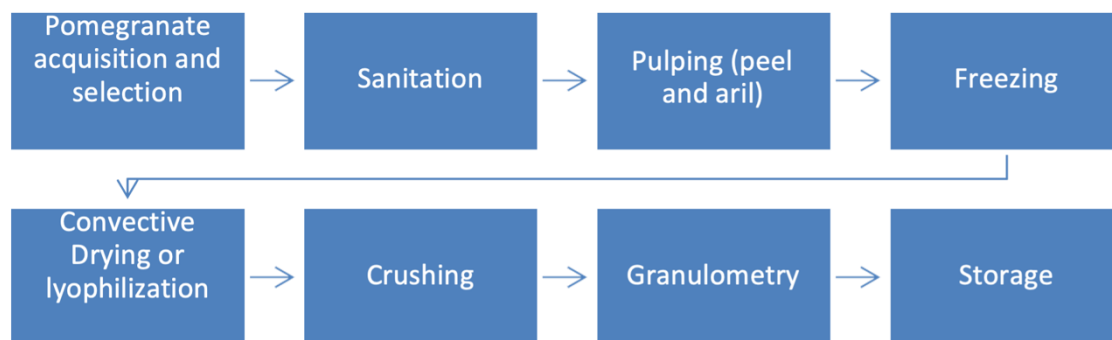 Pomegranate
acquisition and
selection
Sanitation
Pulping (peel
and aril)
Freezing
Convective
Drying or
lyophilization
Crushing
Granulometry
Storage